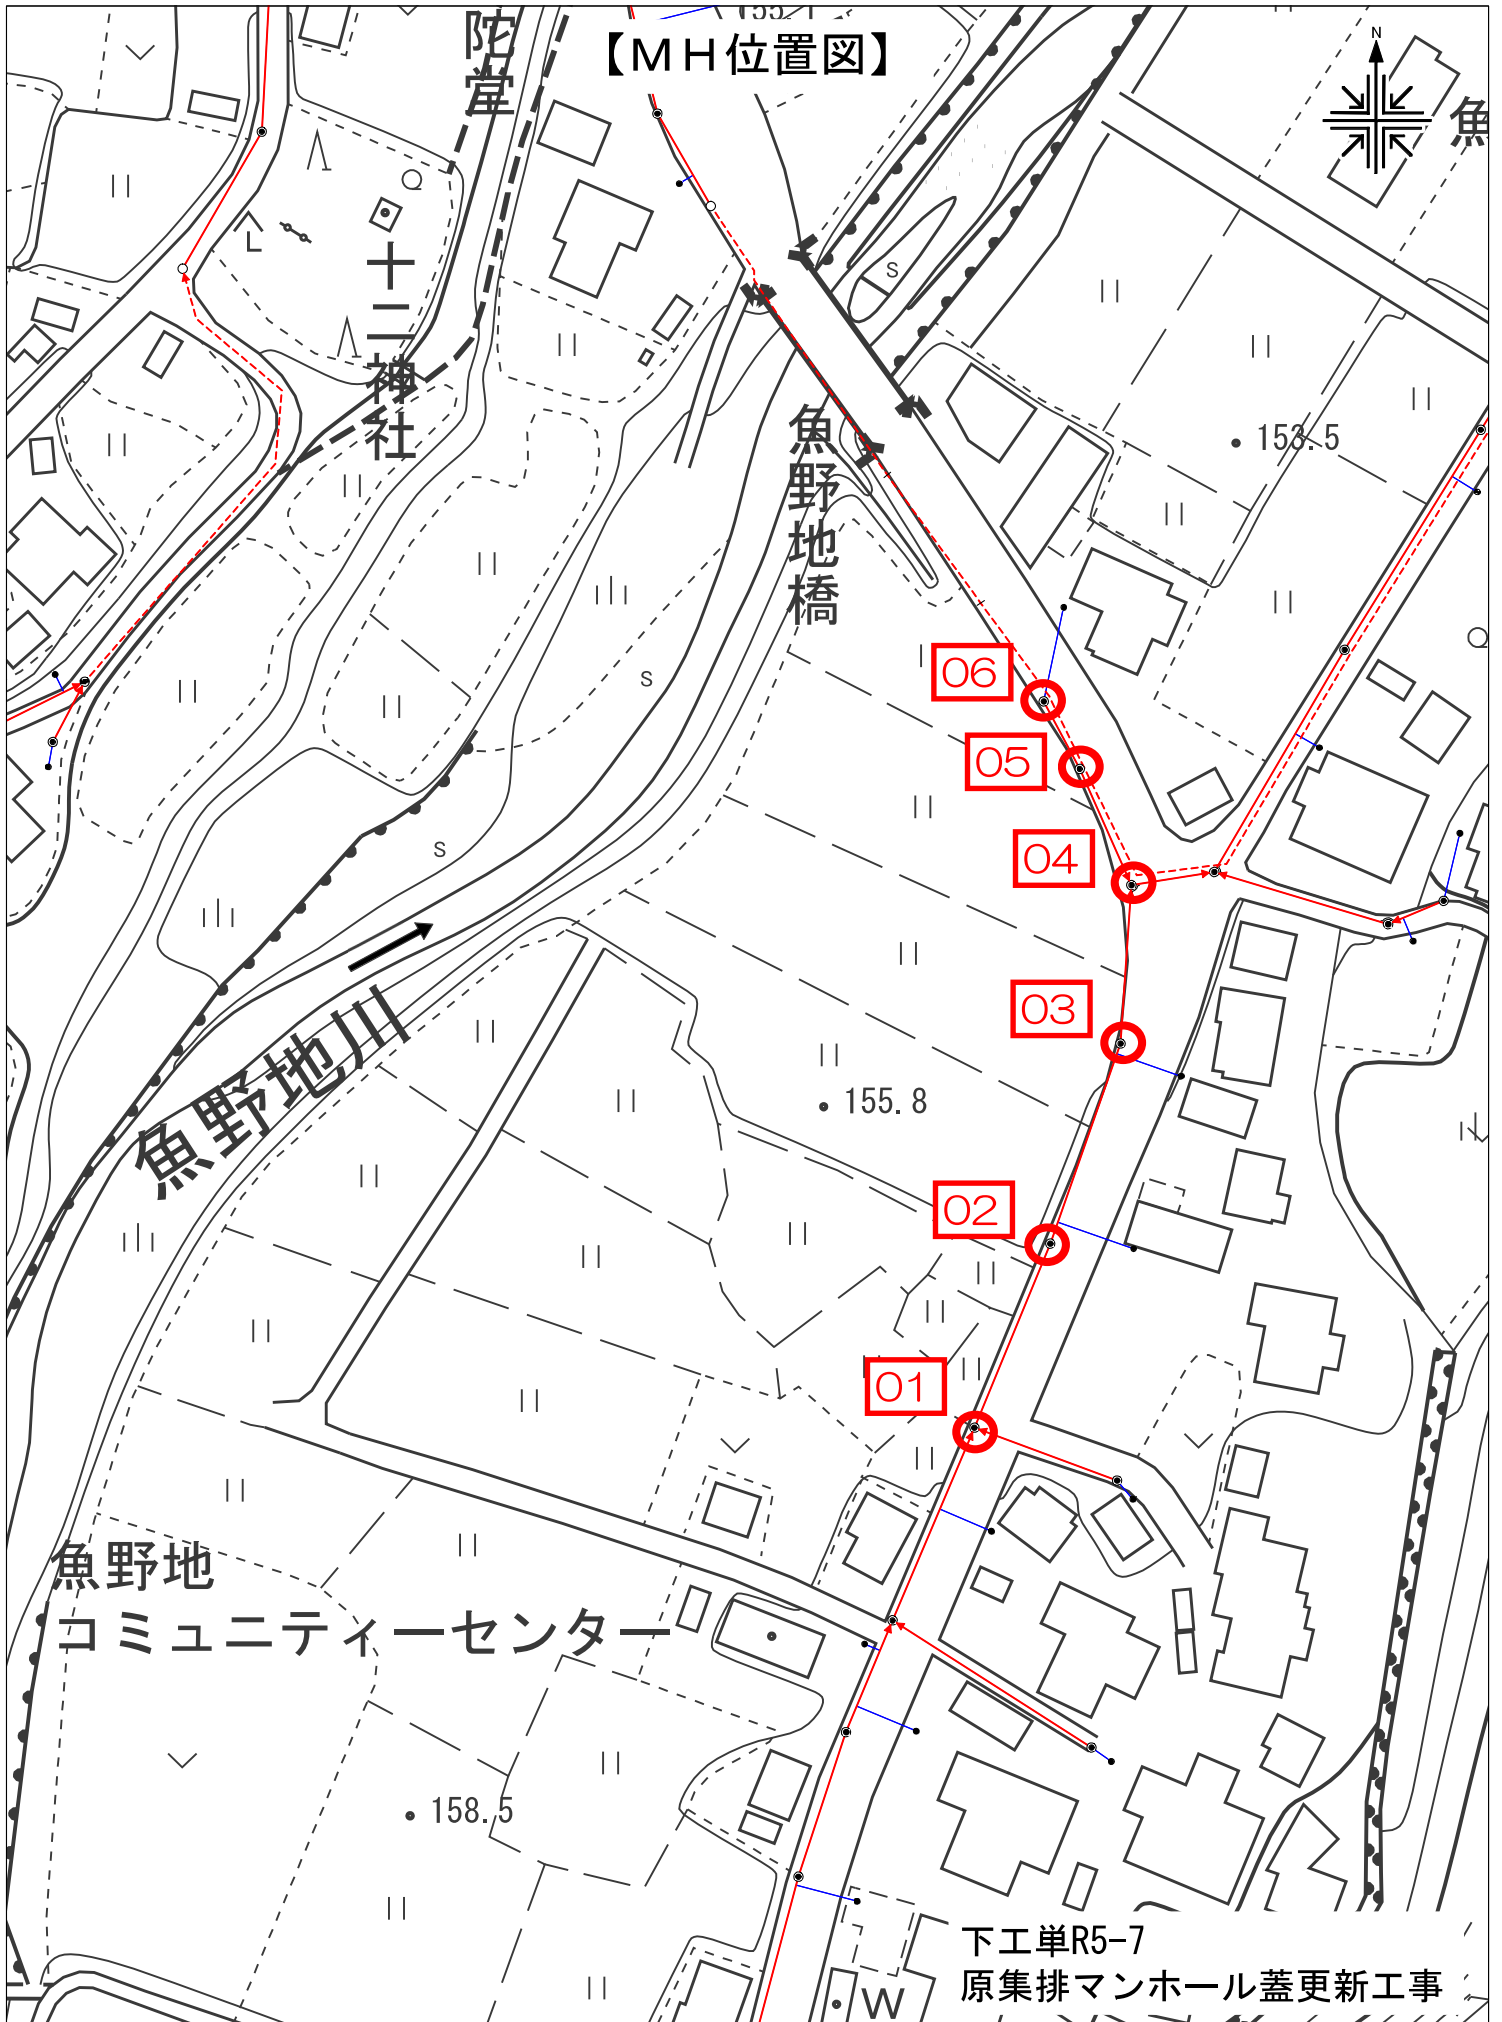 【MH位置図】
N
陀堂
魚
十二神社
S
153.5
魚野地橋
S
06
05
04
S
03
魚野地川
155.8
02
01
魚野地
コミュニティーセンター
158.5
W
下工単R5-7
原集排マンホール蓋更新工事